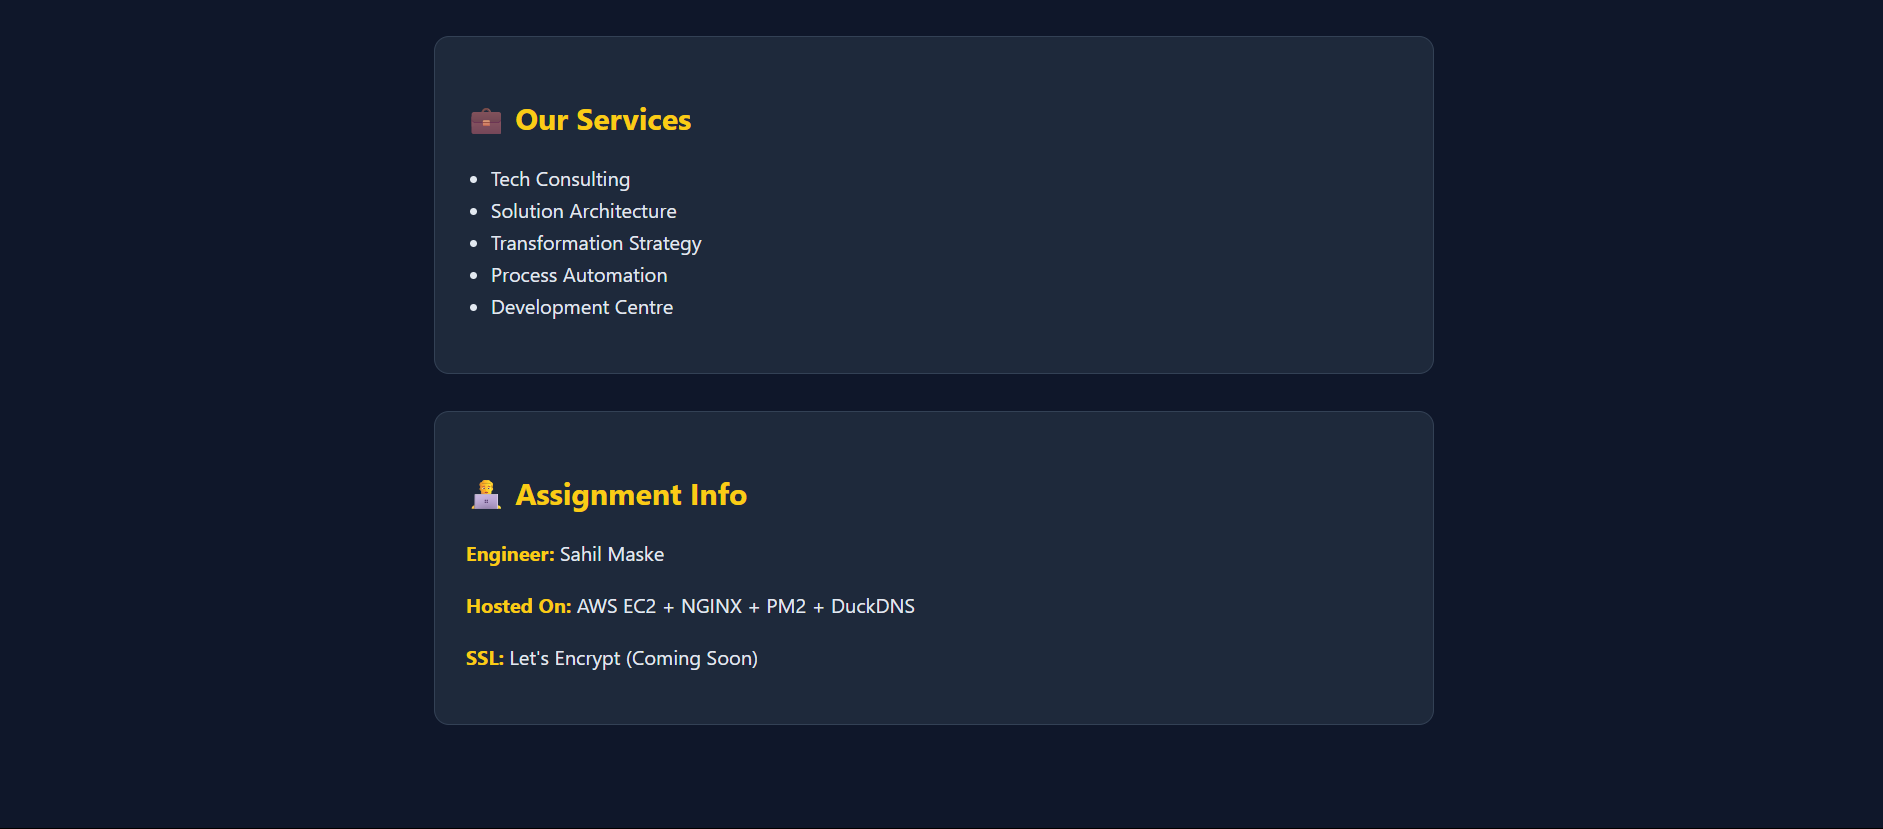 Our Services
Tech Consulting
Solution Architecture
Transformation Strategy
Process Automation
Development Centre
Assignment Info
Engineer: Sahil Maske
Hosted On: AWS EC2 + NGINX + PM2 + DuckDNS
SSL: Let's Encrypt (Coming Soon)